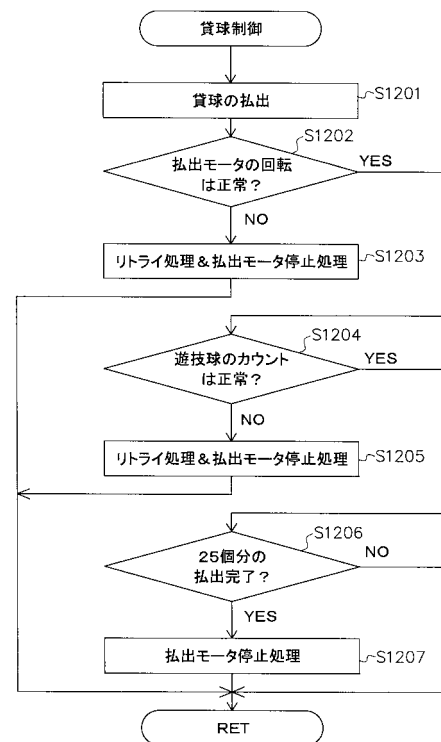 貸球制御
貸球の払出
S1201
S1202
払出モータの回転
は正常?
YES
NO
リトライ処理&払出モータ停止処理
S1203
S1204
遊技球のカウント
は正常?
YES
NO
リトライ処理&払出モータ停止処理
S1205
S1206
25個分の
払出完了?
NO
YES
払出モータ停止処理
S1207
RET